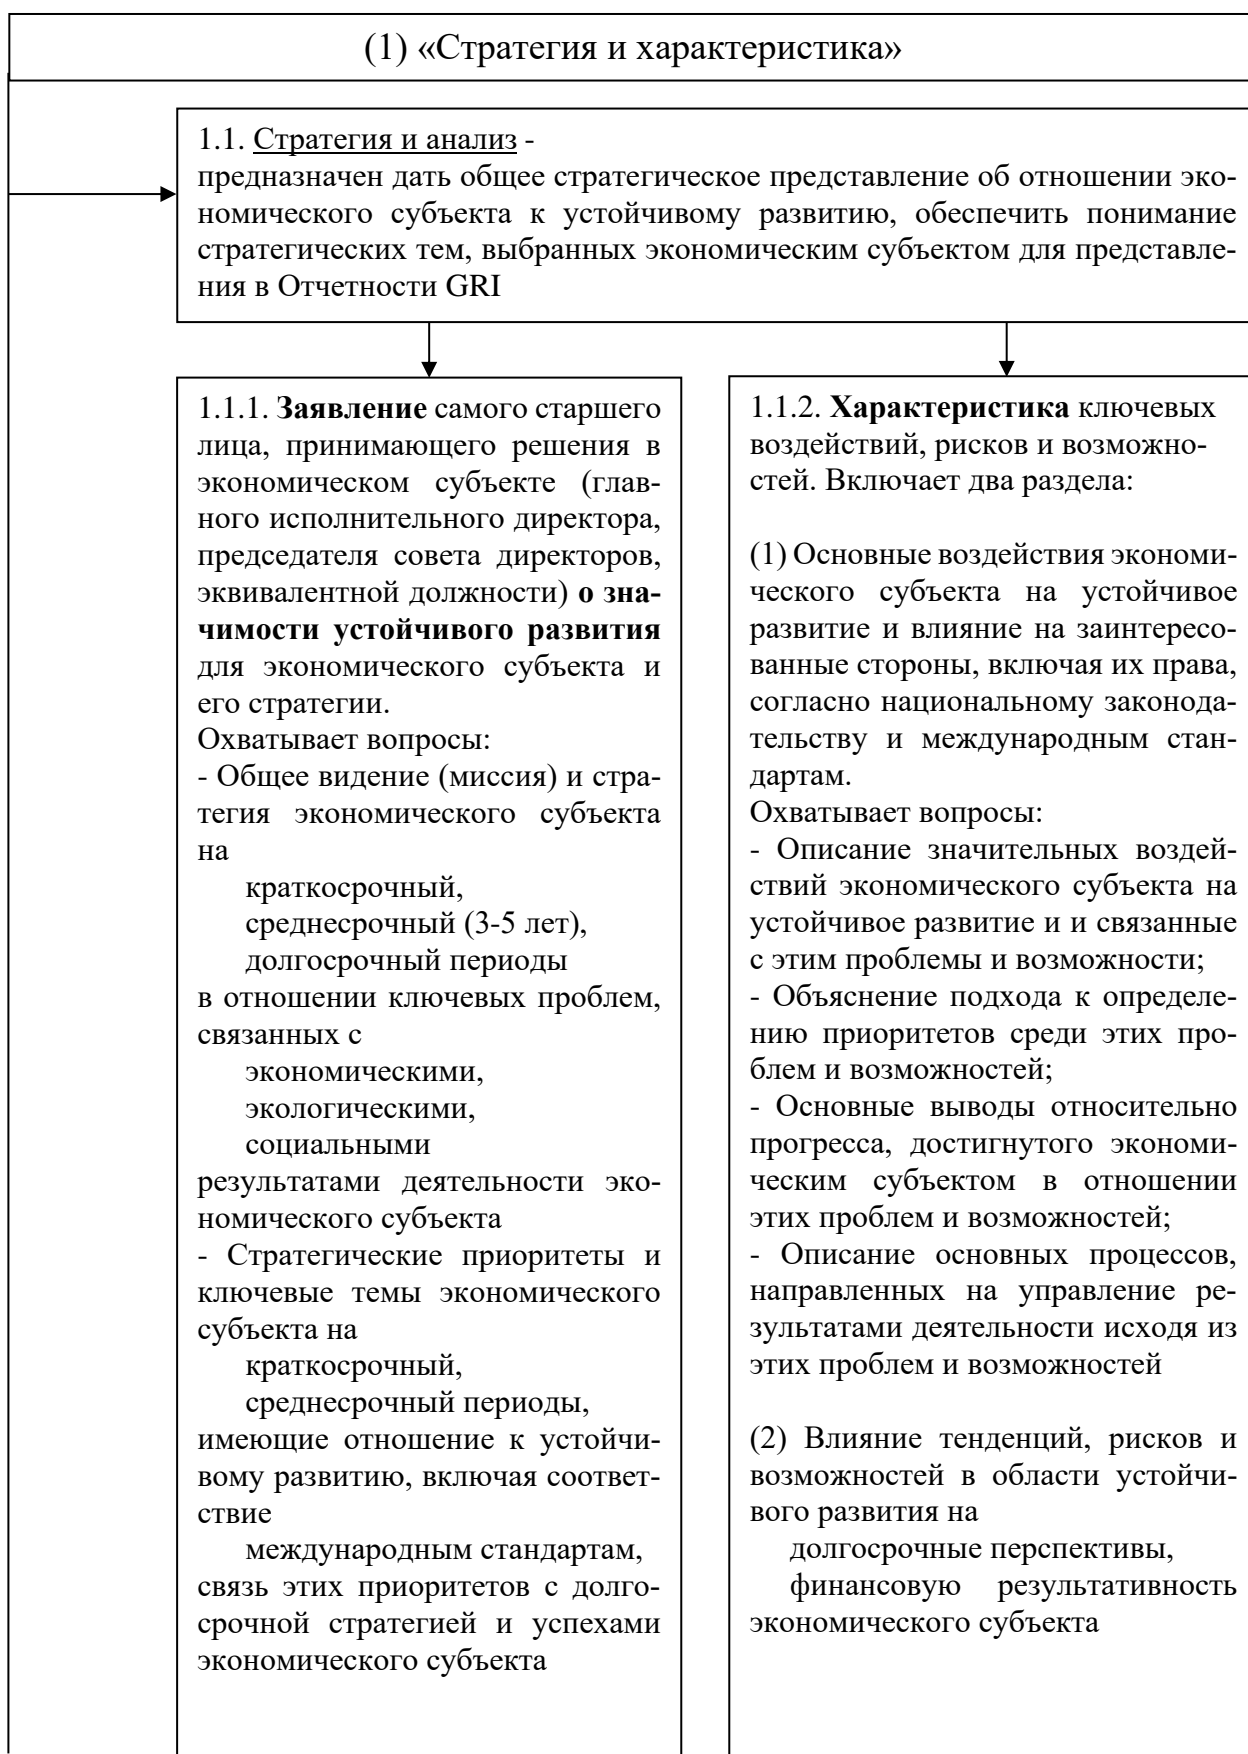 (1) «Стратегия и характеристика»
1.1. Стратегия и анализ -
предназначен дать общее стратегическое представление об отношении эко-
номического субъекта к устойчивому развитию, обеспечить понимание
стратегических тем, выбранных экономическим субъектом для представле-
ния в Отчетности GRI
1.1.1. Заявление самого старшего
лица, принимающего решения в
экономическом субъекте (глав-
ного исполнительного директора,
председателя совета директоров,
эквивалентной должности) о зна-
чимости устойчивого развития
для экономического субъекта и
его стратегии.
Охватывает вопросы:
- Общее видение (миссия) и стра-
тегия экономического субъекта
на
краткосрочный,
среднесрочный (3-5 лет),
долгосрочный периоды
в отношении ключевых проблем,
связанных с
экономическими,
экологическими,
социальными
результатами деятельности эко-
номического субъекта
- Стратегические приоритеты и
ключевые темы экономического
субъекта на
краткосрочный,
среднесрочный периоды,
имеющие отношение к устойчи-
вому развитию, включая соответ-
ствие
международным стандартам,
связь этих приоритетов с долго-
срочной стратегией и успехами
экономического субъекта
1.1.2. Характеристика ключевых
воздействий, рисков и возможно-
стей. Включает два раздела:
(1) Основные воздействия экономи-
ческого субъекта на устойчивое
развитие и влияние на заинтересо-
ванные стороны, включая их права,
согласно национальному законода-
тельству и международным стан-
дартам.
Охватывает вопросы:
- Описание значительных воздей-
ствий экономического субъекта на
устойчивое развитие и и связанные
с этим проблемы и возможности;
- Объяснение подхода к определе-
нию приоритетов среди этих про-
блем и возможностей;
- Основные выводы относительно
прогресса, достигнутого экономи-
ческим субъектом в отношении
этих проблем и возможностей;
- Описание основных процессов,
направленных на управление ре-
зультатами деятельности исходя из
этих проблем и возможностей
(2) Влияние тенденций, рисков и
возможностей в области устойчи-
вого развития на
долгосрочные перспективы,
финансовую результативность
экономического субъекта